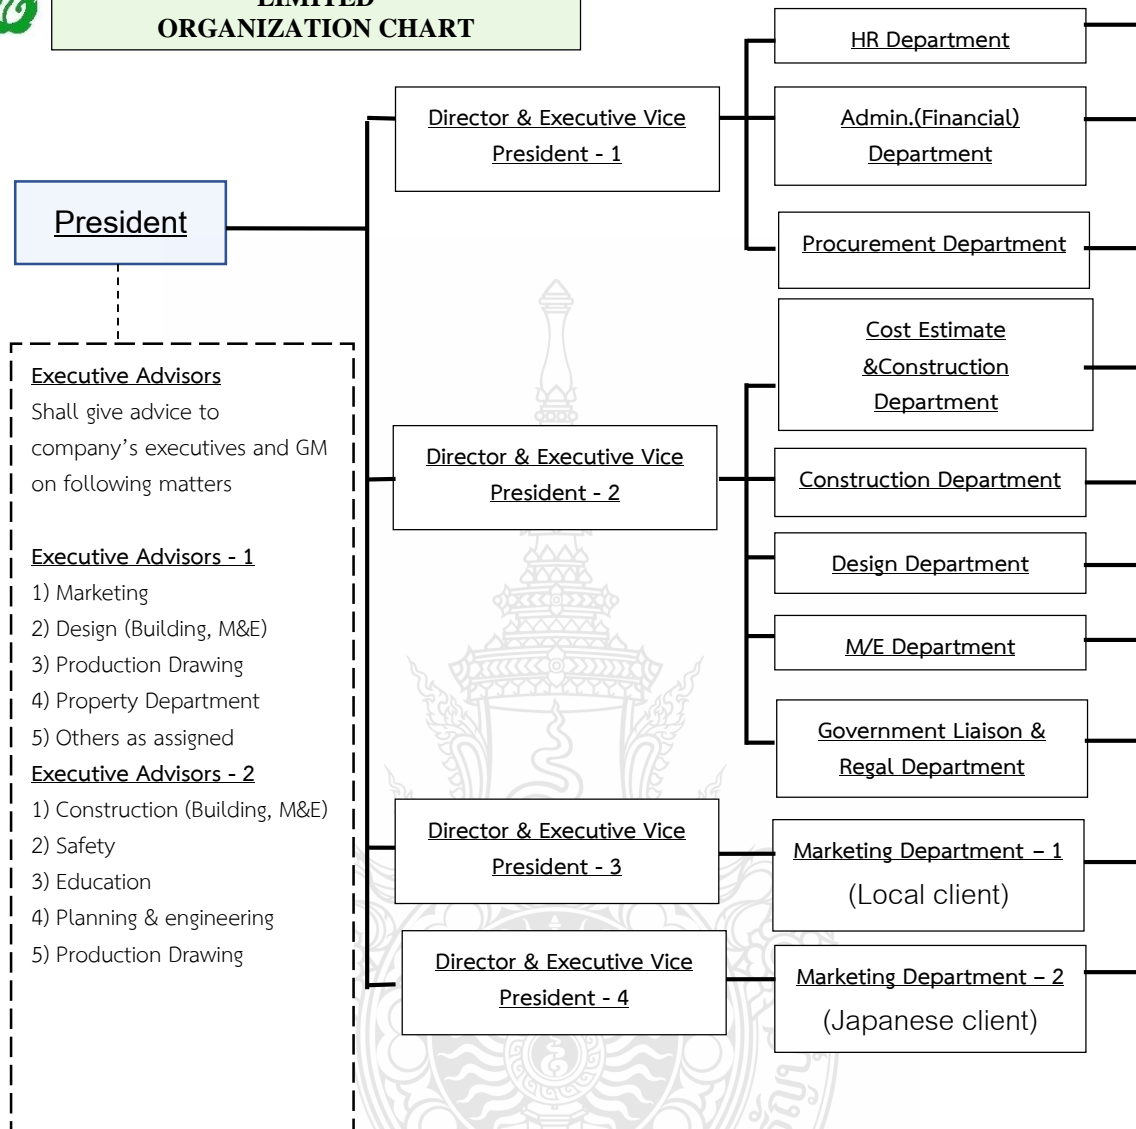 LIMITED
ORGANIZATION CHART
President
Executive Advisors
Shall give advice to
company's executives and GM
on following matters
Executive Advisors - 1
1) Marketing
2) Design (Building, M&E)
3) Production Drawing
4) Property Department
5) Others as assigned
Executive Advisors - 2
1) Construction (Building, M&E)
2) Safety
3) Education
4) Planning & engineering
5) Production Drawing
Director & Executive Vice
President - 1
Director & Executive Vice
President - 2
Director & Executive Vice
President - 3
Director & Executive Vice
President - 4
HR Department
Admin.(Financial)
Department
Procurement Department
Cost Estimate
&Construction
Department
Construction Department
Design Department
M/E Department
Government Liaison &
Regal Department
Marketing Department – 1
(Local client)
Marketing Department – 2
(Japanese client)